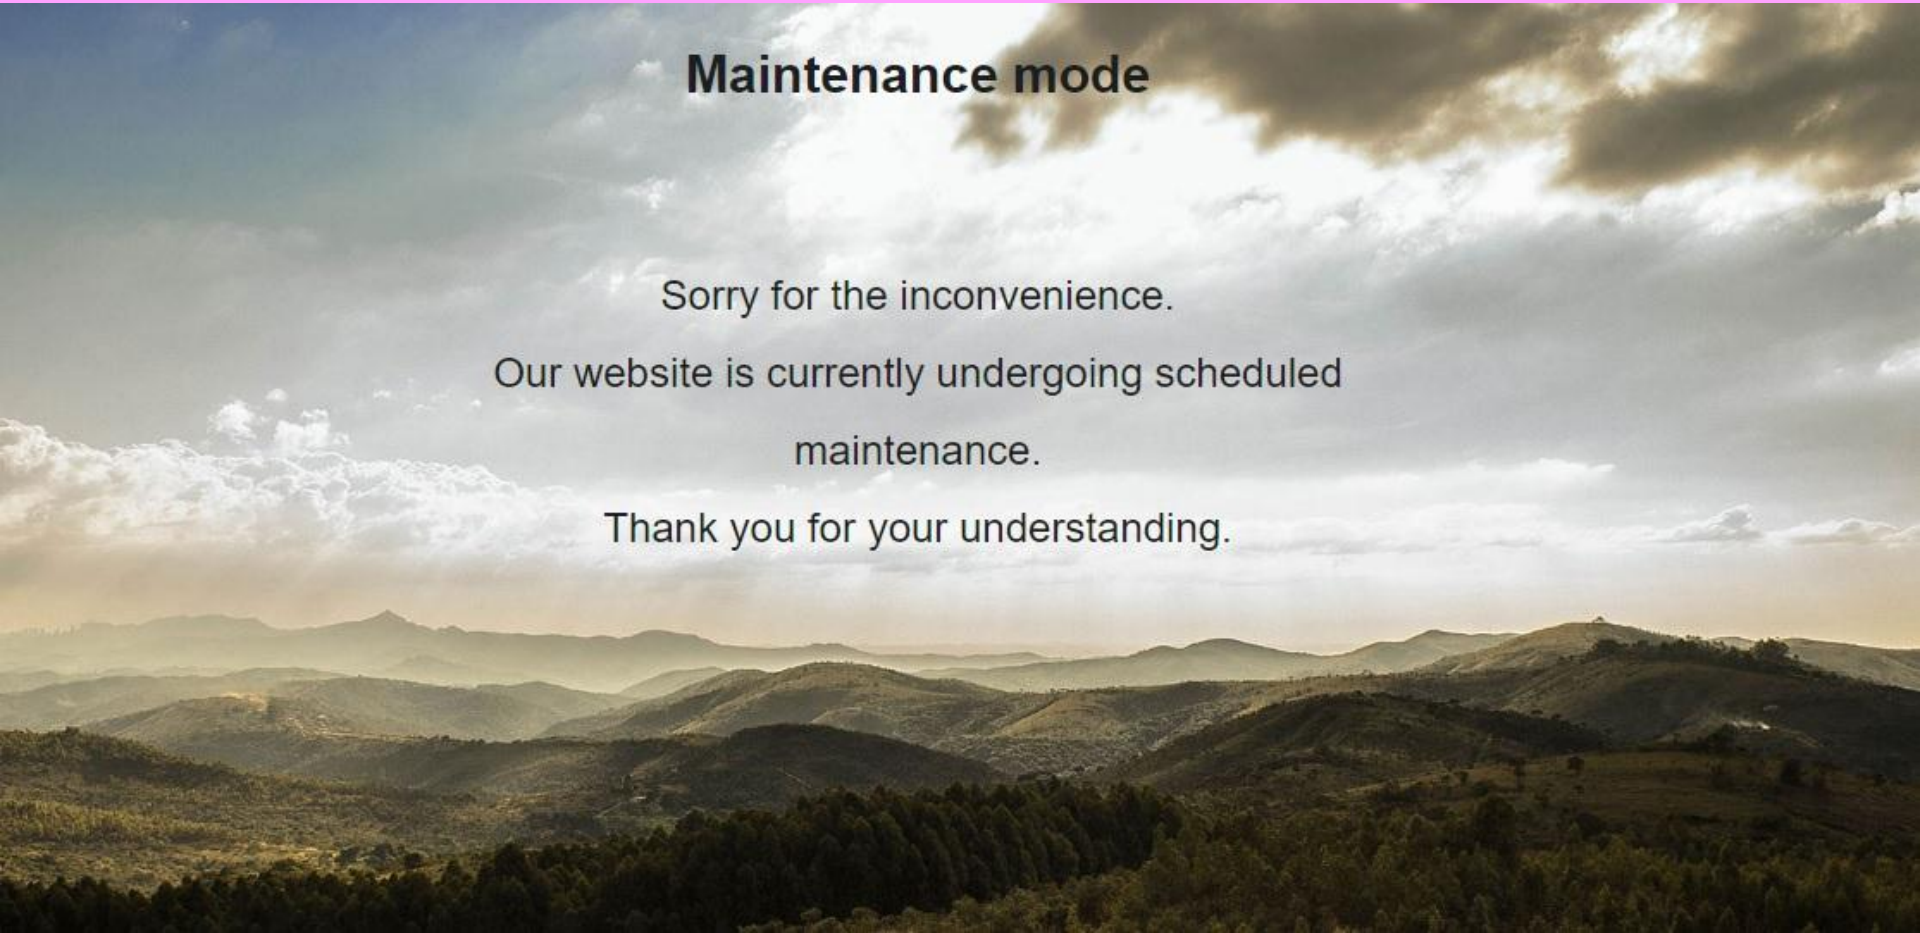 Maintenance mode
Sorry for the inconvenience.
Our website is currently undergoing scheduled
maintenance.
Thank you for your understanding.